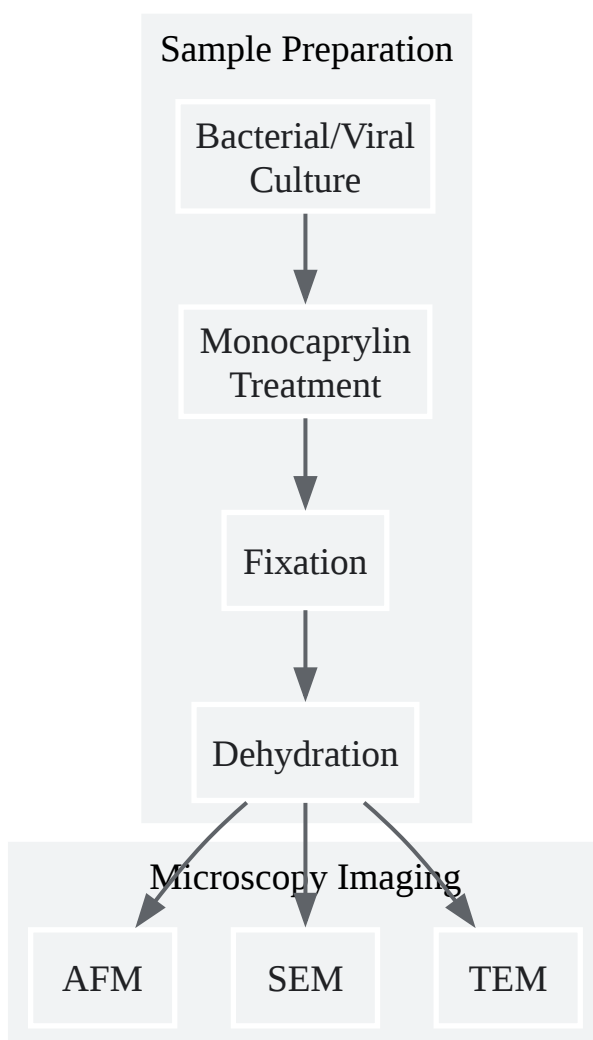 Sample Preparation
Bacterial/Viral
Culture
Monocaprylin
Treatment
Fixation
Dehydration
Microscopy Imaging
AFM
SEM
TEM